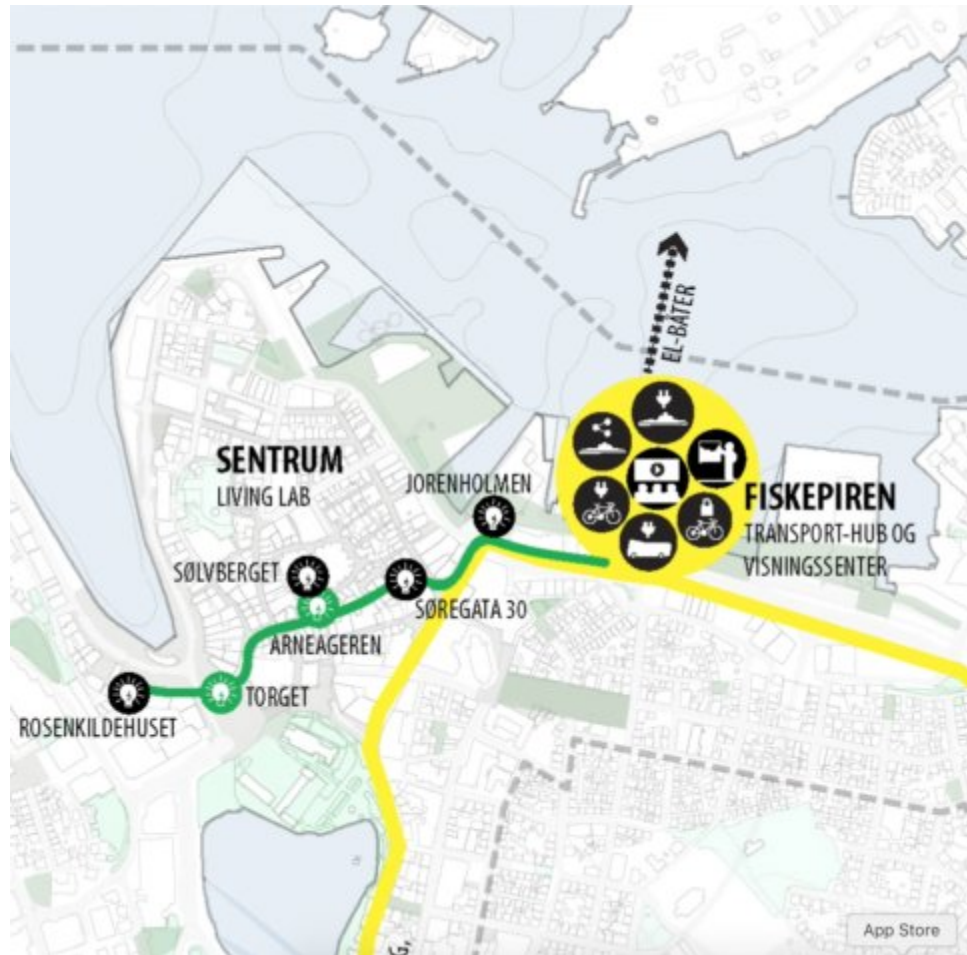 EL-BÅTER
SENTRUM
LIVING LAB
JORENHOLMEN
FISKEPIREN
TRANSPORT-HUB OG
VISNINGSSENTER
SØLVBERGET
SØREGATA 30
ARNEAGEREN
TORGET
ROSENKILDEHUSET
App Store